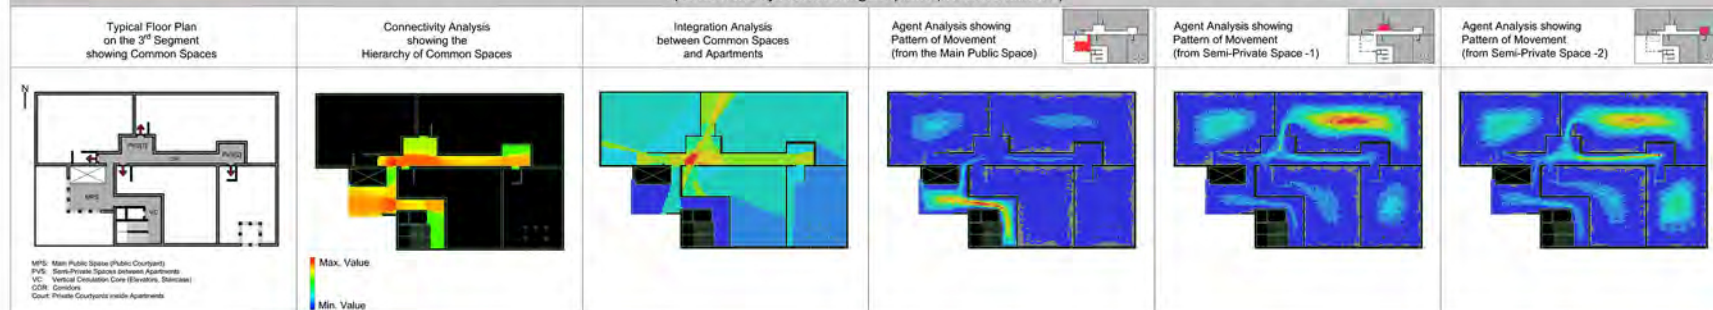 Typical Floor Plan
on the 3rd Segment
showing Common Spaces
Connectivity Analysis
showing the
Hierarchy of Common Spaces
Integration Analysis
between Common Spaces
and Apartments
Agent Analysis showing
Pattern of Movement
(from the Main Public Space)
Agent Analysis showing
Pattern of Movement
(from Semi-Private Space -1)
Agent Analysis showing
Pattern of Movement
(from Semi-Private Space -2)
N
MPS
VC
MPS: Main Public Space (Public Courtyard)
PVS: Semi-Private Spaces between Apartments
VC: Vertical Circulation Core (Elevators, Staircase)
COR: Corridors
Court: Private Courtyards inside Apartments
Max. Value
Min. Value